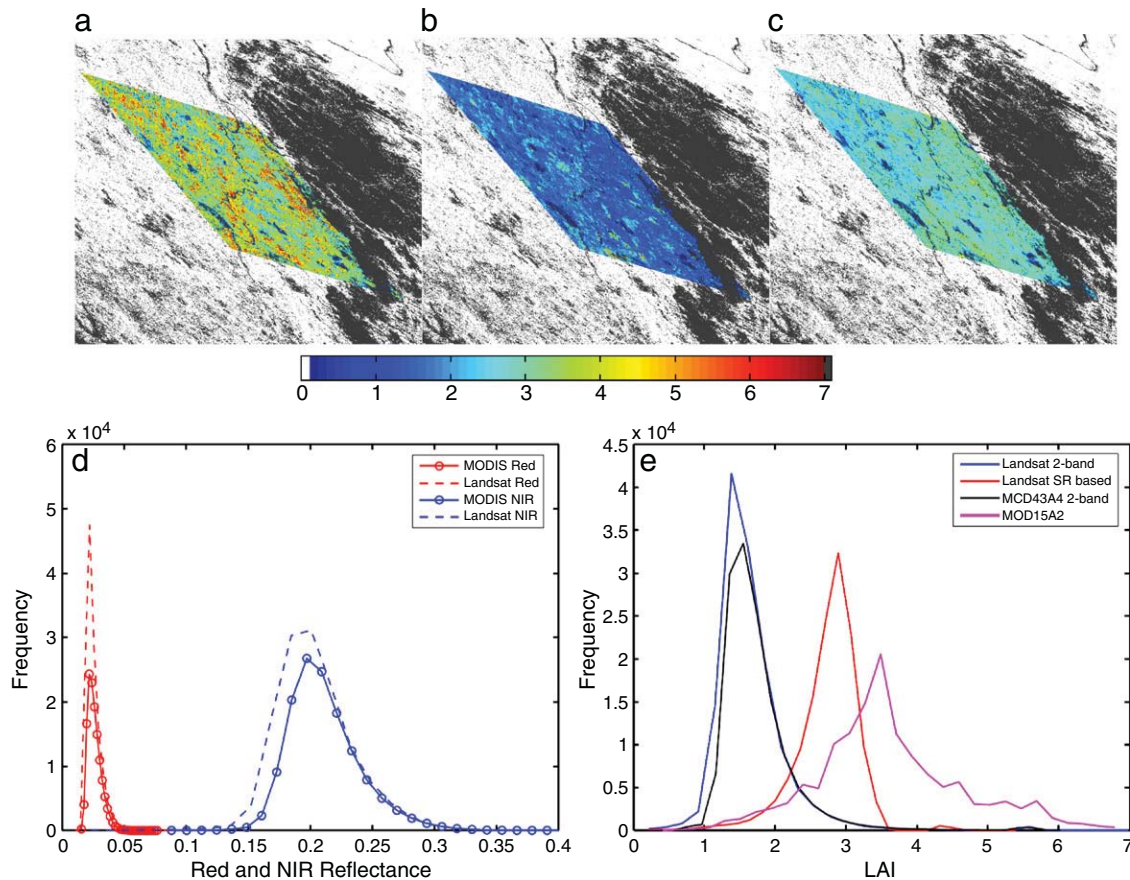 a
b
c
0 1 2 3 4 5 6 7
x 10⁴
d
6
5
4
3
2
1
0
Frequency
MODIS Red
Landsat Red
MODIS NIR
Landsat NIR
0 0.05 0.1 0.15 0.2 0.25 0.3 0.35 0.4
Red and NIR Reflectance
x 10⁴
e
4.5
4
3.5
3
2.5
2
1.5
1
0.5
0
Frequency
Landsat 2-band
Landsat SR based
MCD43A4 2-band
MOD15A2
0 1 2 3 4 5 6 7
LAI